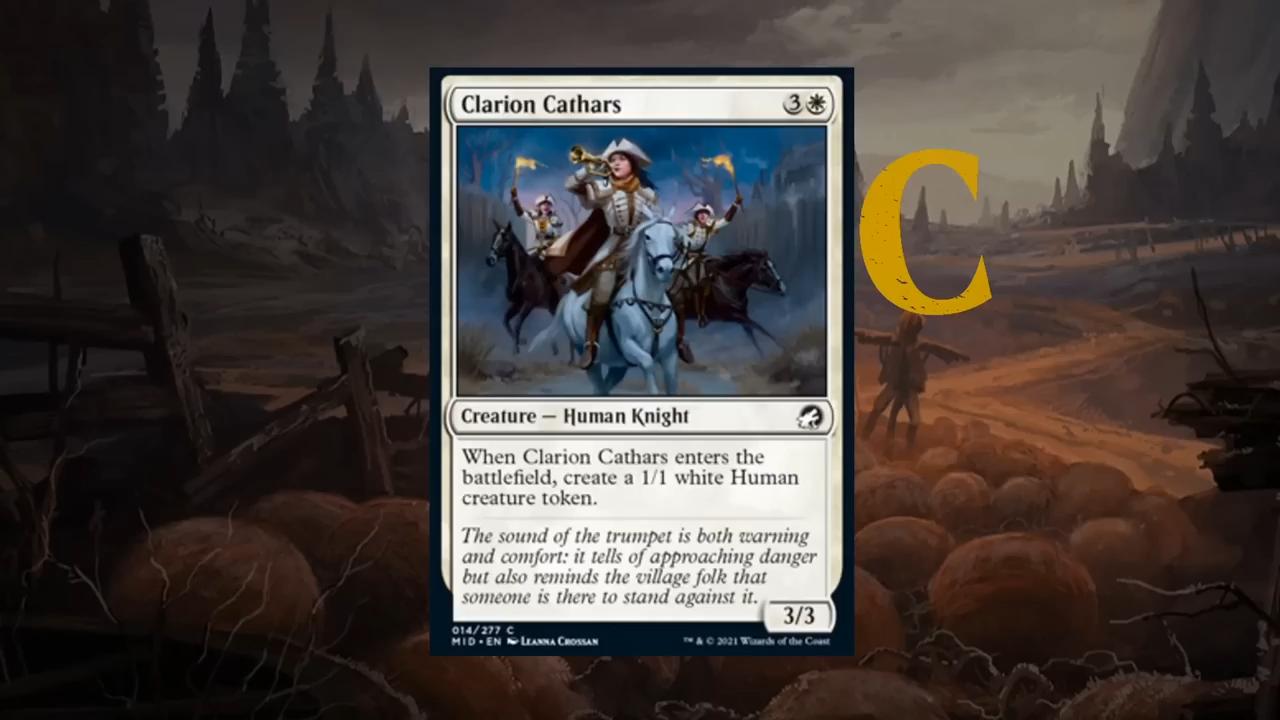 Clarion Cathars 3
C
Creature — Human Knight
When Clarion Cathars enters the
battlefield, create a 1/1 white Human
creature token.
The sound of the trumpet is both warning
and comfort: it tells of approaching danger
but also reminds the village folk that
someone is there to stand against it.
3/3
014/277 C
MID • EN Leanna Crossan
™ & © 2021 Wizards of the Coast